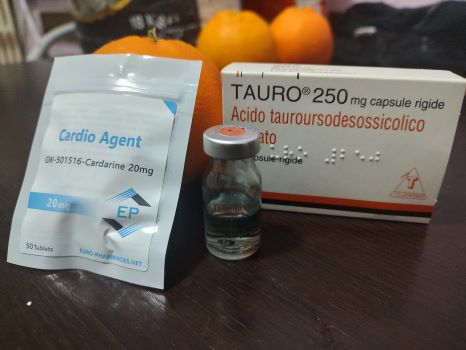 Cardio Agent
GW-501516-Cardarine 20mg
20mg
EP
50 Tablets
EURO-PHARMACIES.NET
TAURO® 250 mg capsule rigide
Acido tauroursodesossicolico
capsule rigide